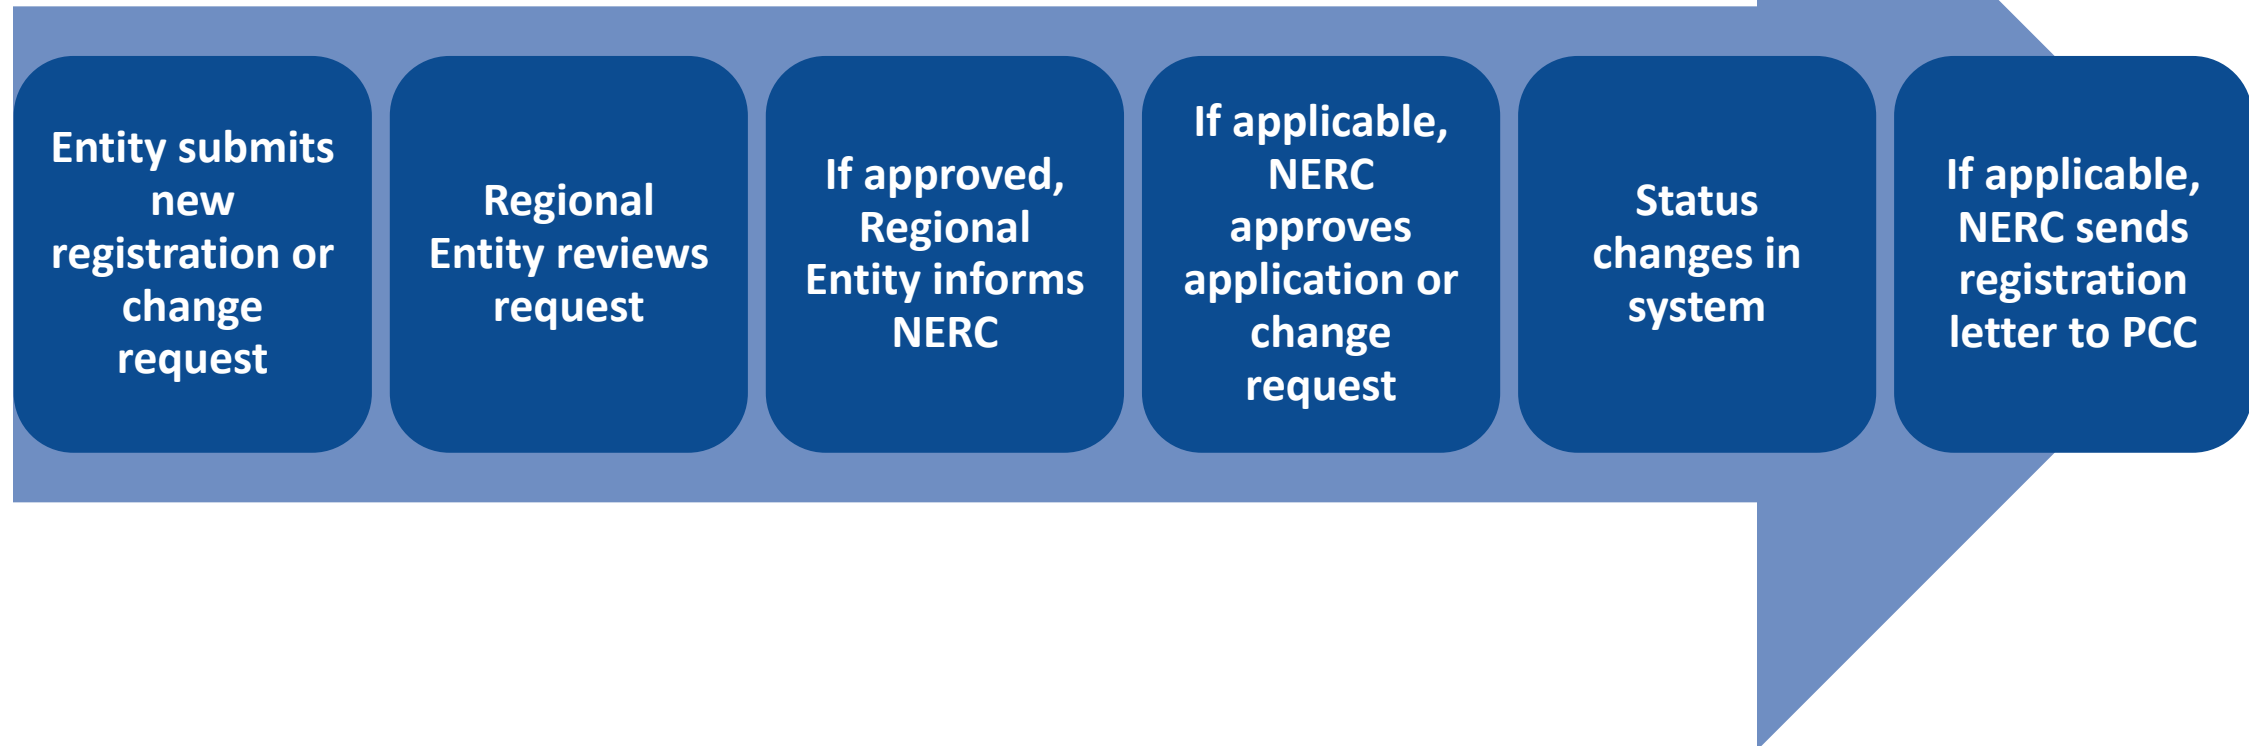 Entity submits
new
registration or
change
request
Regional
Entity reviews
request
If approved,
Regional
Entity informs
NERC
If applicable,
NERC
approves
application or
change
request
Status
changes in
system
If applicable,
NERC sends
registration
letter to PCC